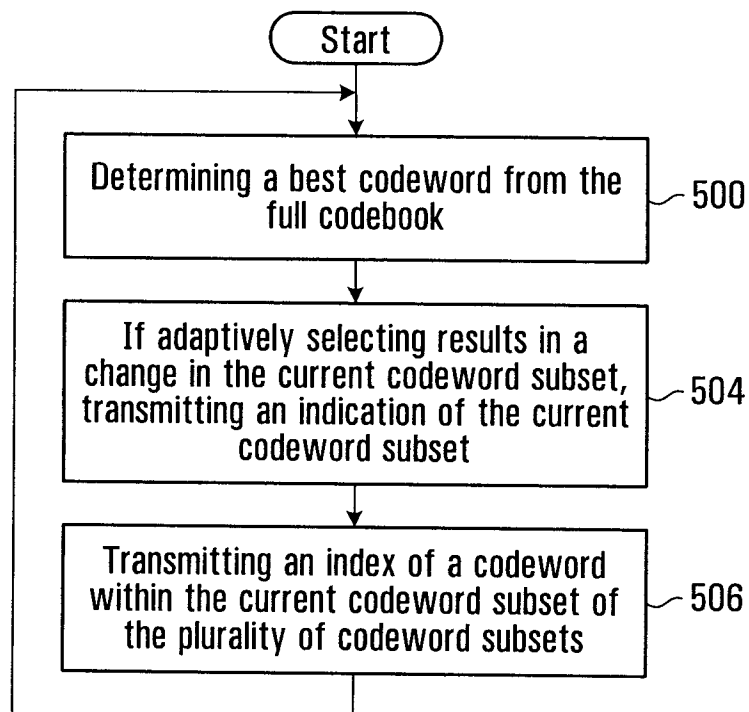 Start
Determining a best codeword from the
full codebook
500
If adaptively selecting results in a
change in the current codeword subset,
transmitting an indication of the current
codeword subset
504
Transmitting an index of a codeword
within the current codeword subset of
the plurality of codeword subsets
506